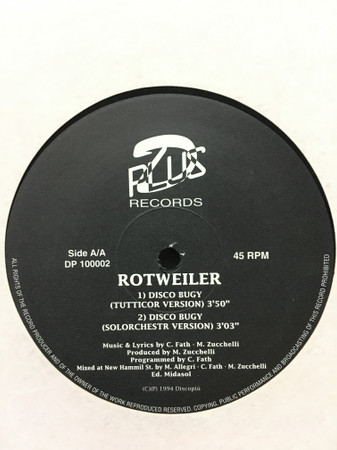 PLUS
RECORDS
Side A/A
DP 100002
45 RPM
ROTWEILER
1) DISCO BUGY
(TUTTICOR VERSION) 3'50"
2) DISCO BUGY
(SOLORCHESTR VERSION) 3'03"
Music & Lyrics by C. Fath - M. Zucchelli
Produced by M. Zucchelli
Programmed by C. Fath
Mixed at New Hammil St. by M. Allegri - C. Fath - M. Zucchelli
Ed. Midasol
(C)(P) 1994 Discopiù
ALL RIGHTS OF THE RECORD PRODUCER AND OF THE OWNER OF THE WORK REPRODUCED RESERVED. COPYING, PUBLIC PERFORMANCE AND BROADCASTING OF THIS RECORD PROHIBITED